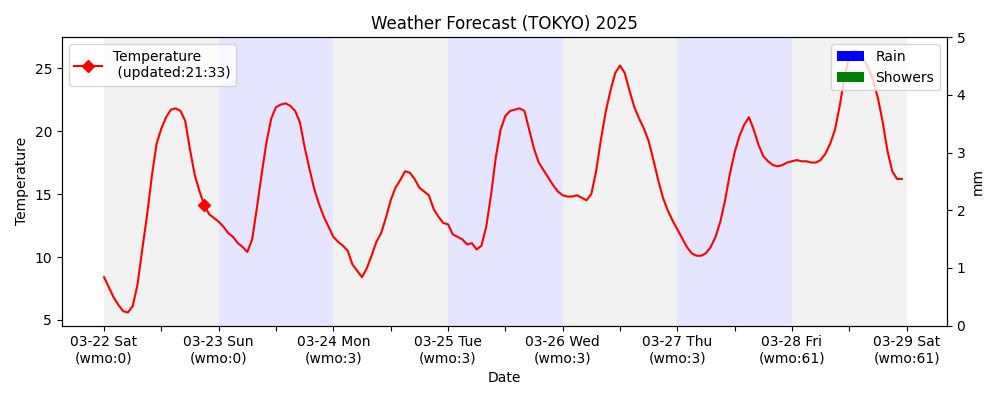 Weather Forecast (TOKYO) 2025
Temperature
(updated:21:33)
Rain
Showers
Temperature
25
20
15
10
5
5
4
3
2
1
0
mm
03-22 Sat
(wmo:0)
03-23 Sun
(wmo:0)
03-24 Mon
(wmo:3)
03-25 Tue
(wmo:3)
03-26 Wed
(wmo:3)
03-27 Thu
(wmo:3)
03-28 Fri
(wmo:61)
03-29 Sat
(wmo:61)
Date